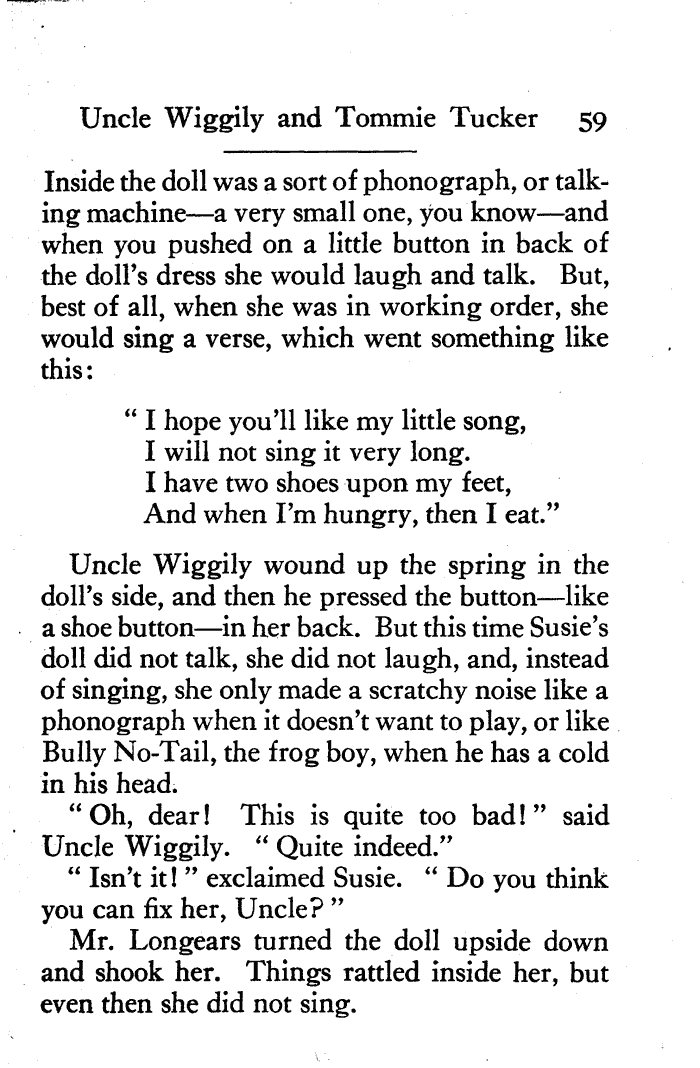 Uncle Wiggily and Tommie Tucker 59
Inside the doll was a sort of phonograph, or talk-
ing machine—a very small one, you know—and
when you pushed on a little button in back of
the doll's dress she would laugh and talk. But,
best of all, when she was in working order, she
would sing a verse, which went something like
this:
" I hope you'll like my little song,
I will not sing it very long.
I have two shoes upon my feet,
And when I'm hungry, then I eat."
Uncle Wiggily wound up the spring in the
doll's side, and then he pressed the button—like
a shoe button—in her back. But this time Susie's
doll did not talk, she did not laugh, and, instead
of singing, she only made a scratchy noise like a
phonograph when it doesn't want to play, or like
Bully No-Tail, the frog boy, when he has a cold
in his head.
" Oh, dear! This is quite too bad! " said
Uncle Wiggily. " Quite indeed."
" Isn't it! " exclaimed Susie. " Do you think
you can fix her, Uncle? "
Mr. Longears turned the doll upside down
and shook her. Things rattled inside her, but
even then she did not sing.